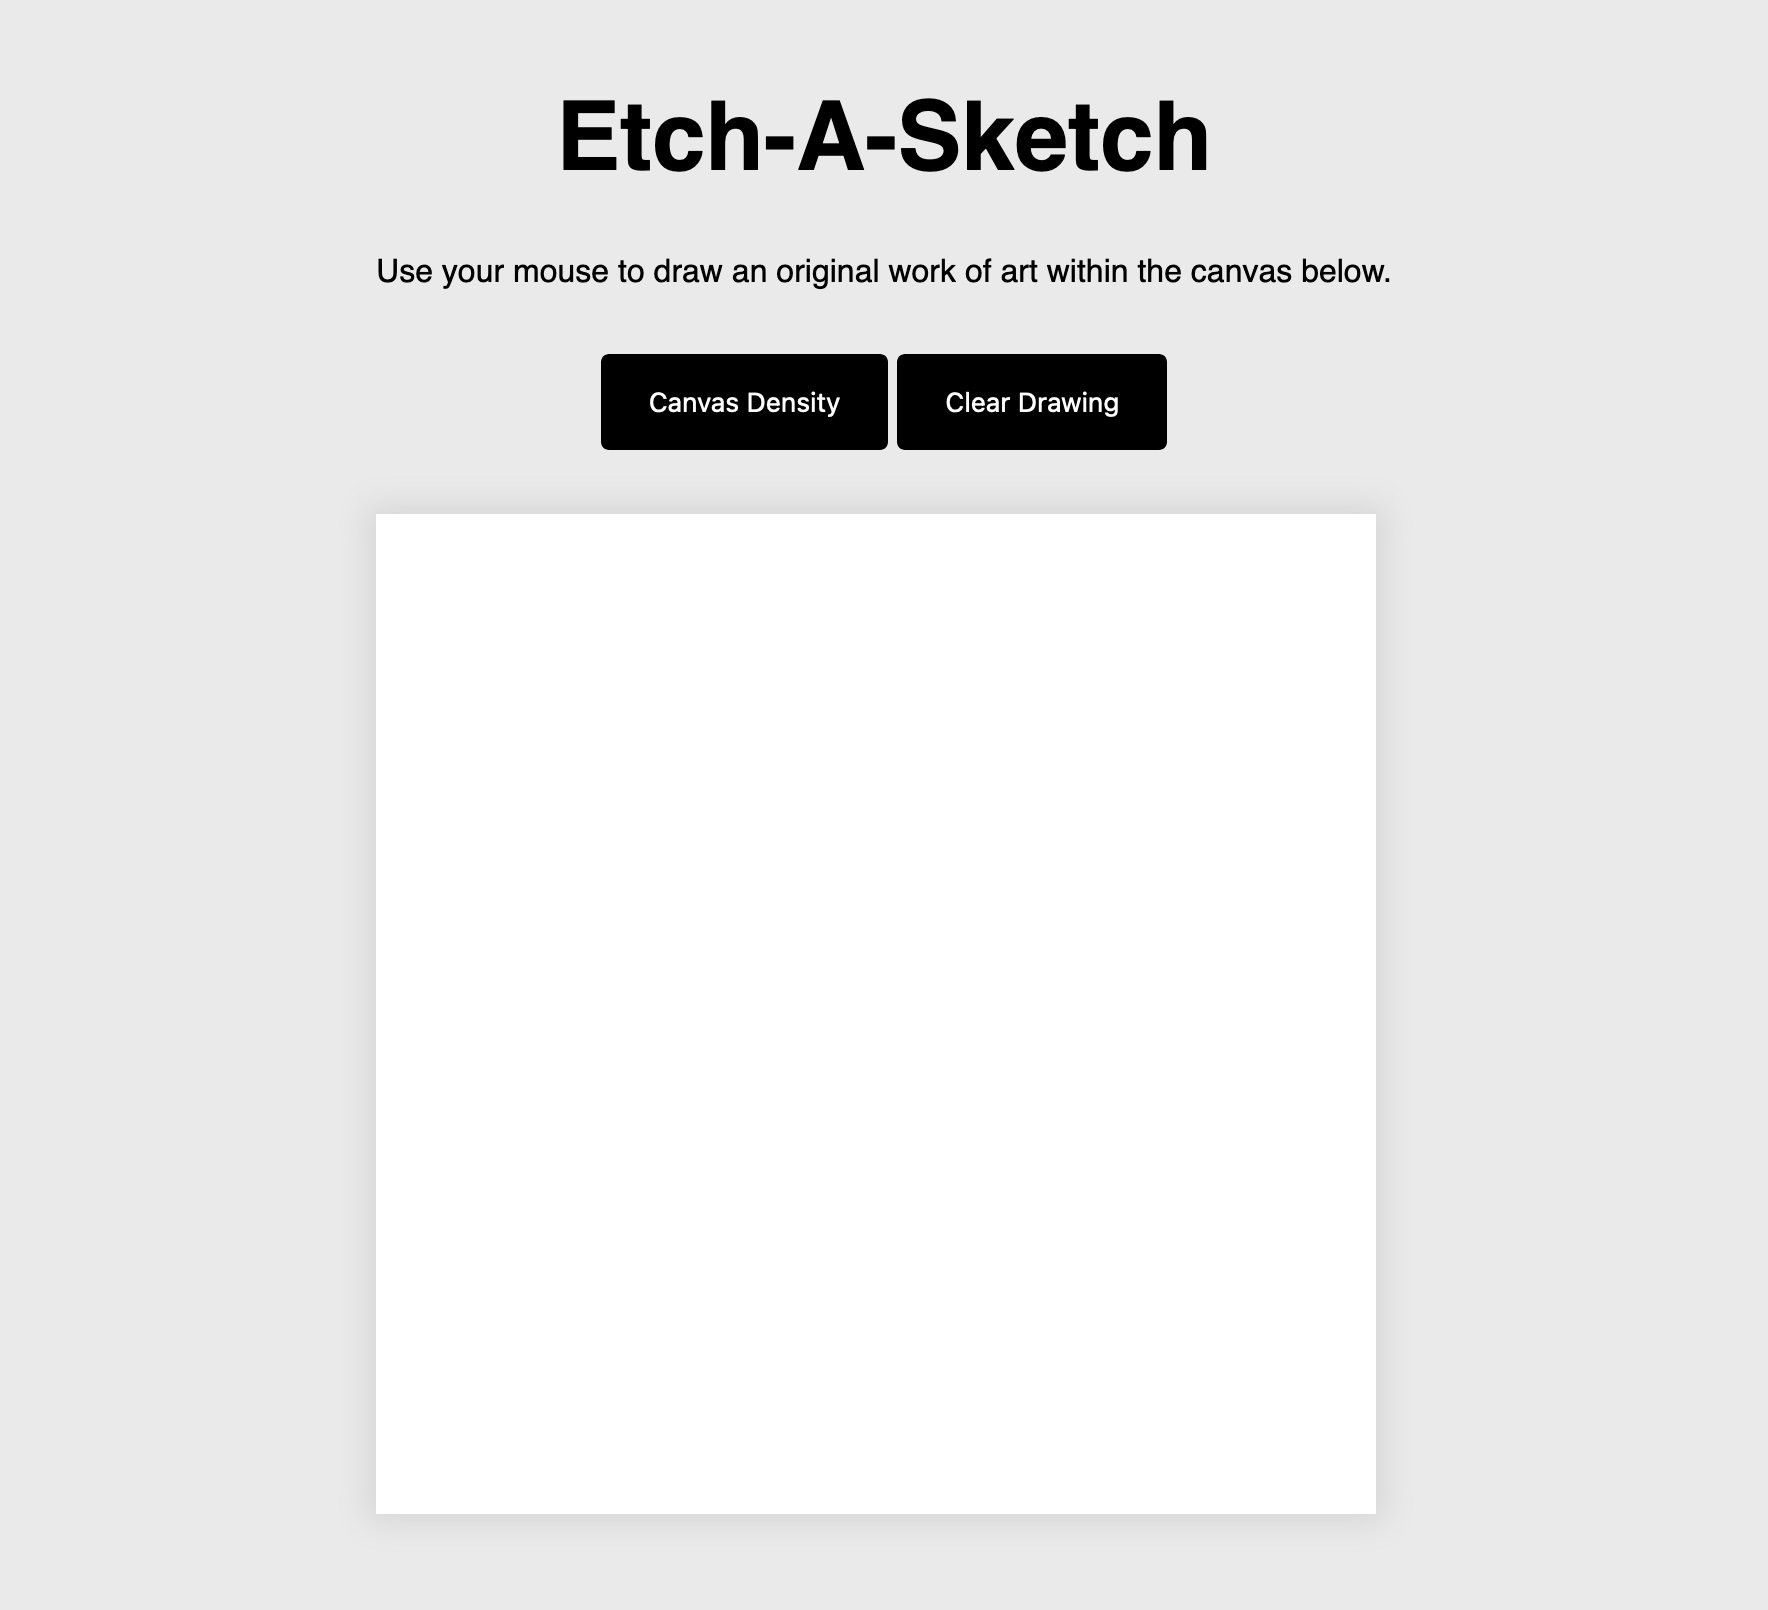 Etch-A-Sketch
Use your mouse to draw an original work of art within the canvas below.
Canvas Density
Clear Drawing